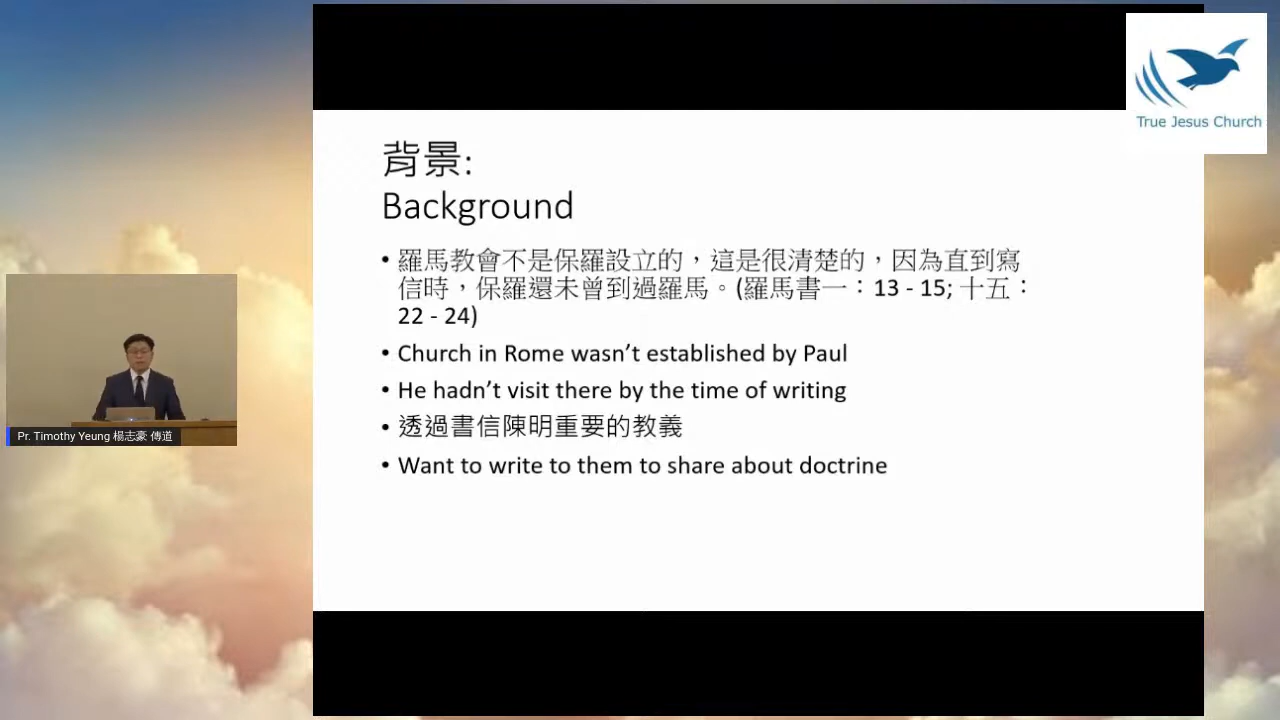 True Jesus Church
背景:
Background
• 羅馬教會不是保羅設立的，這是很清楚的，因為直到寫
信時，保羅還未曾到過羅馬。(羅馬書一：13 - 15; 十五：
22 - 24)
• Church in Rome wasn’t established by Paul
• He hadn’t visit there by the time of writing
• 透過書信陳明重要的教義
• Want to write to them to share about doctrine
Pr. Timothy Yeung 楊志豪 傳道